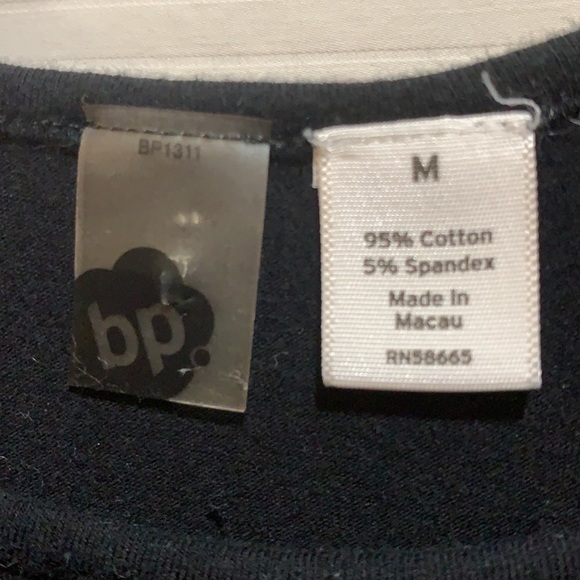 BP1311
bp.
M
95% Cotton
5% Spandex
Made In
Macau
RN58665